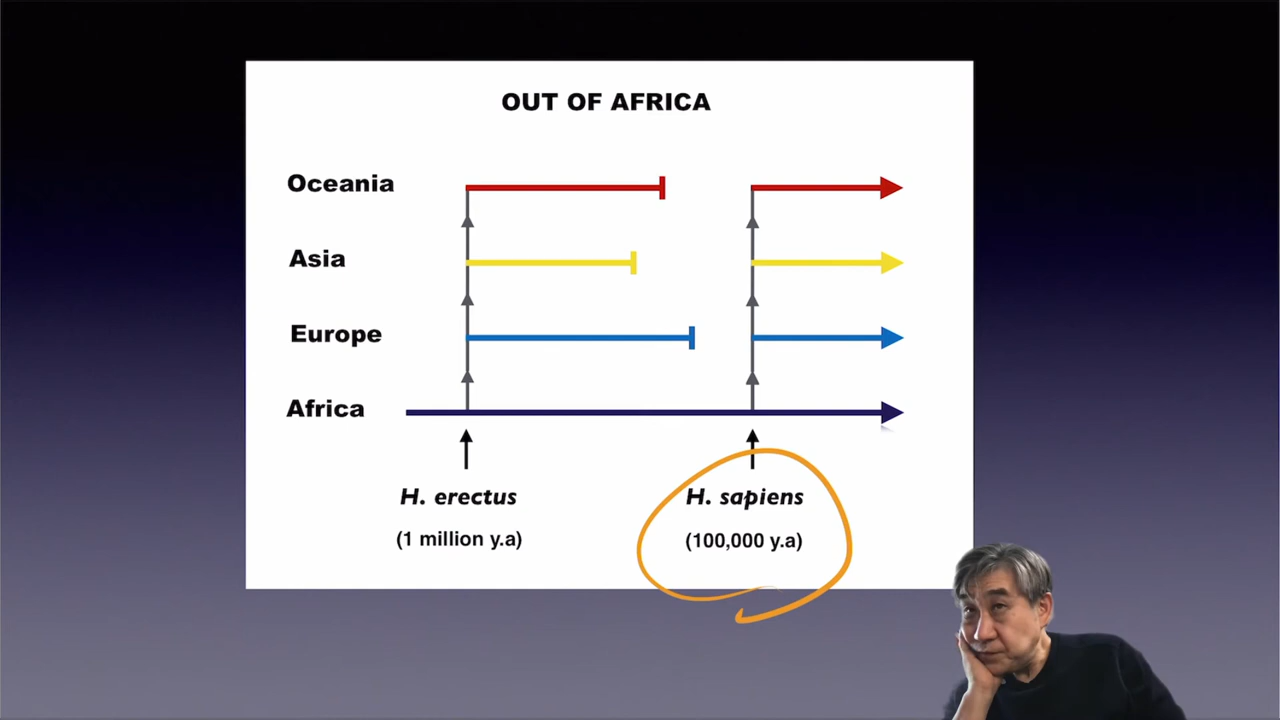 OUT OF AFRICA
Oceania
Asia
Europe
Africa
H. erectus
(1 million y.a)
H. sapiens
(100,000 y.a)